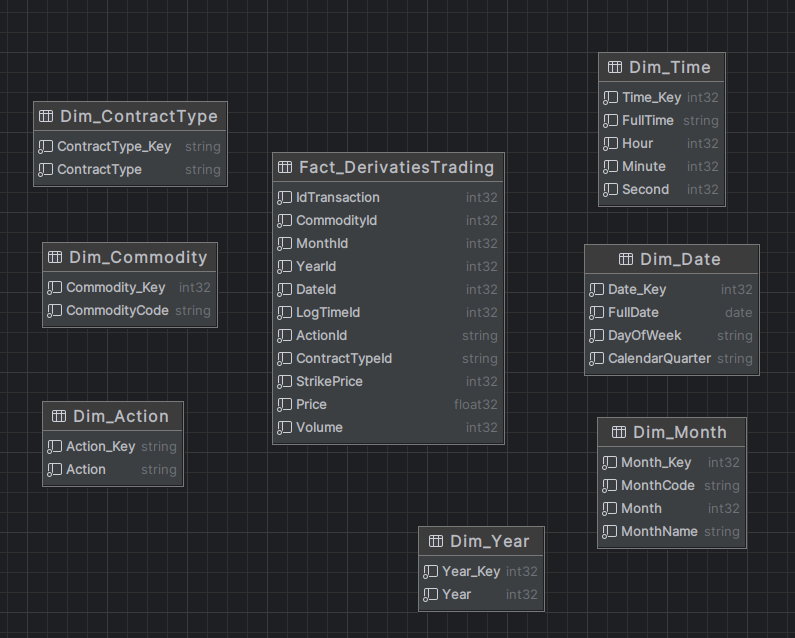 Dim_ContractType
ContractType_Key string
ContractType string
Dim_Commodity
Commodity_Key int32
CommodityCode string
Dim_Action
Action_Key string
Action string
Fact_DerivatiesTrading
IdTransaction int32
CommodityId int32
MonthId int32
YearId int32
DateId int32
LogTimeId int32
ActionId string
ContractTypeId string
StrikePrice int32
Price float32
Volume int32
Dim_Year
Year_Key int32
Year int32
Dim_Time
Time_Key int32
FullTime string
Hour int32
Minute int32
Second int32
Dim_Date
Date_Key int32
FullDate date
DayOfWeek string
CalendarQuarter string
Dim_Month
Month_Key int32
MonthCode string
Month int32
MonthName string